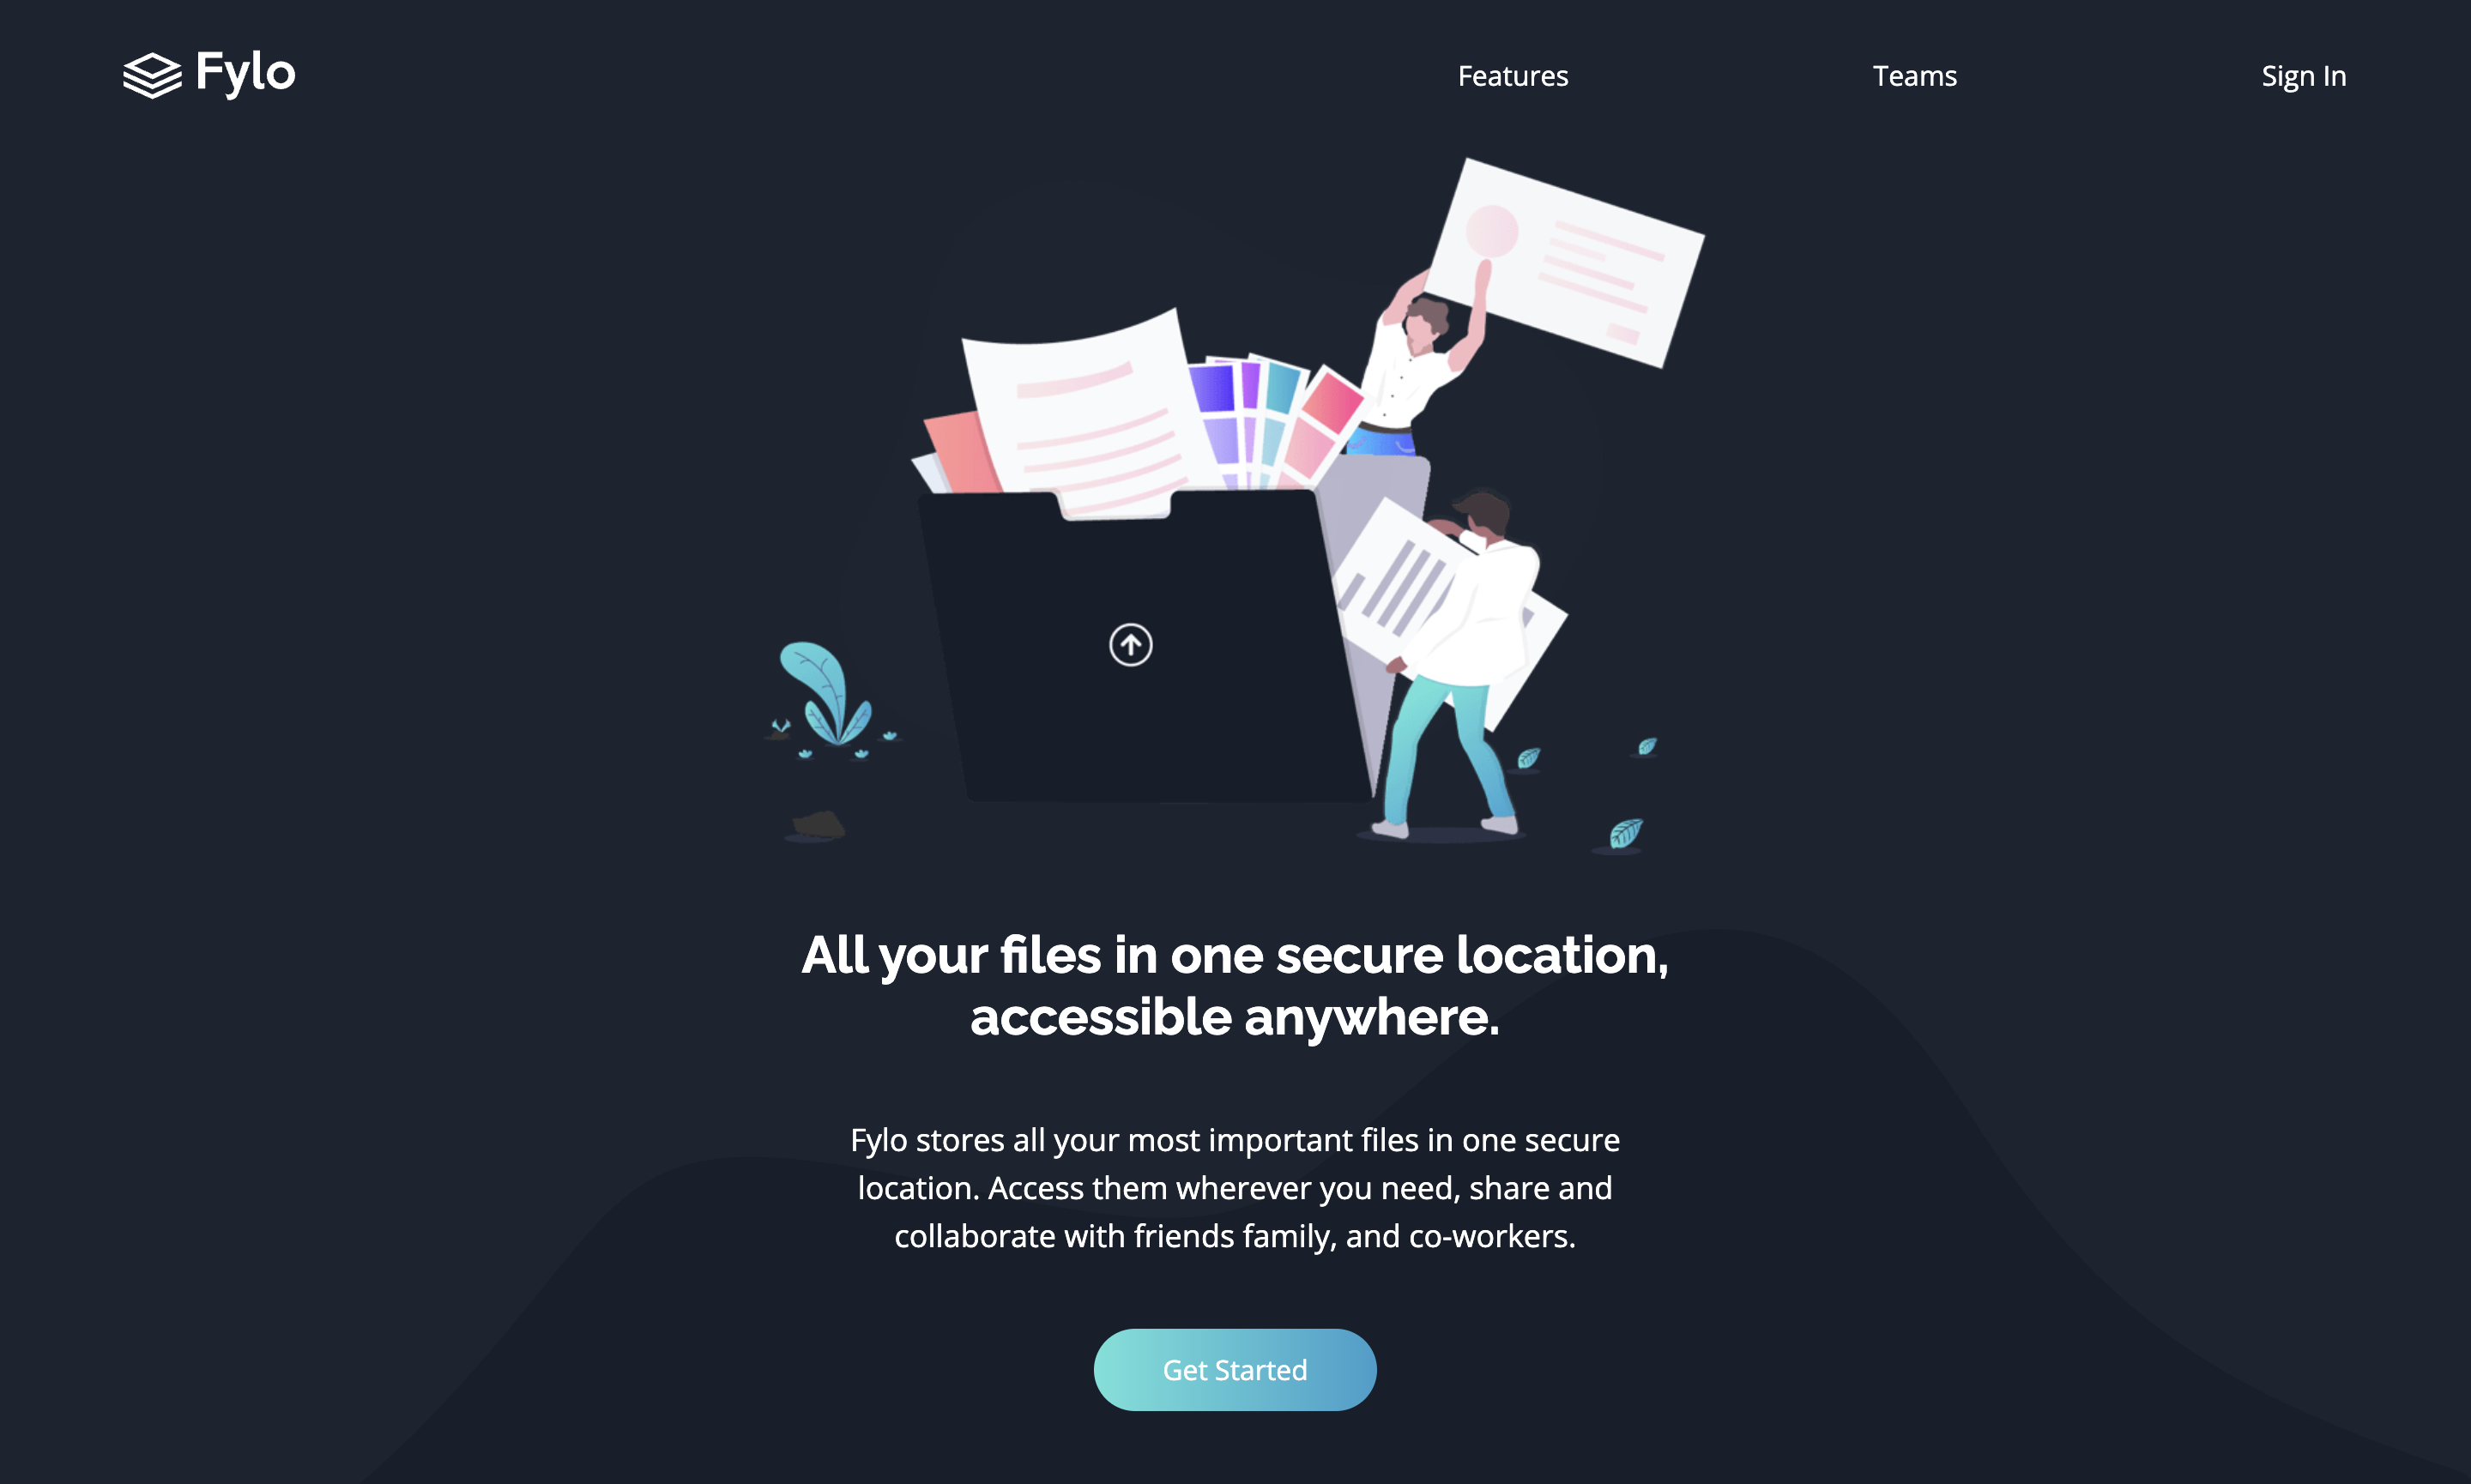 Fylo
Features
Teams
Sign In
All your files in one secure location,
accessible anywhere.
Fylo stores all your most important files in one secure
location. Access them wherever you need, share and
collaborate with friends family, and co-workers.
Get Started